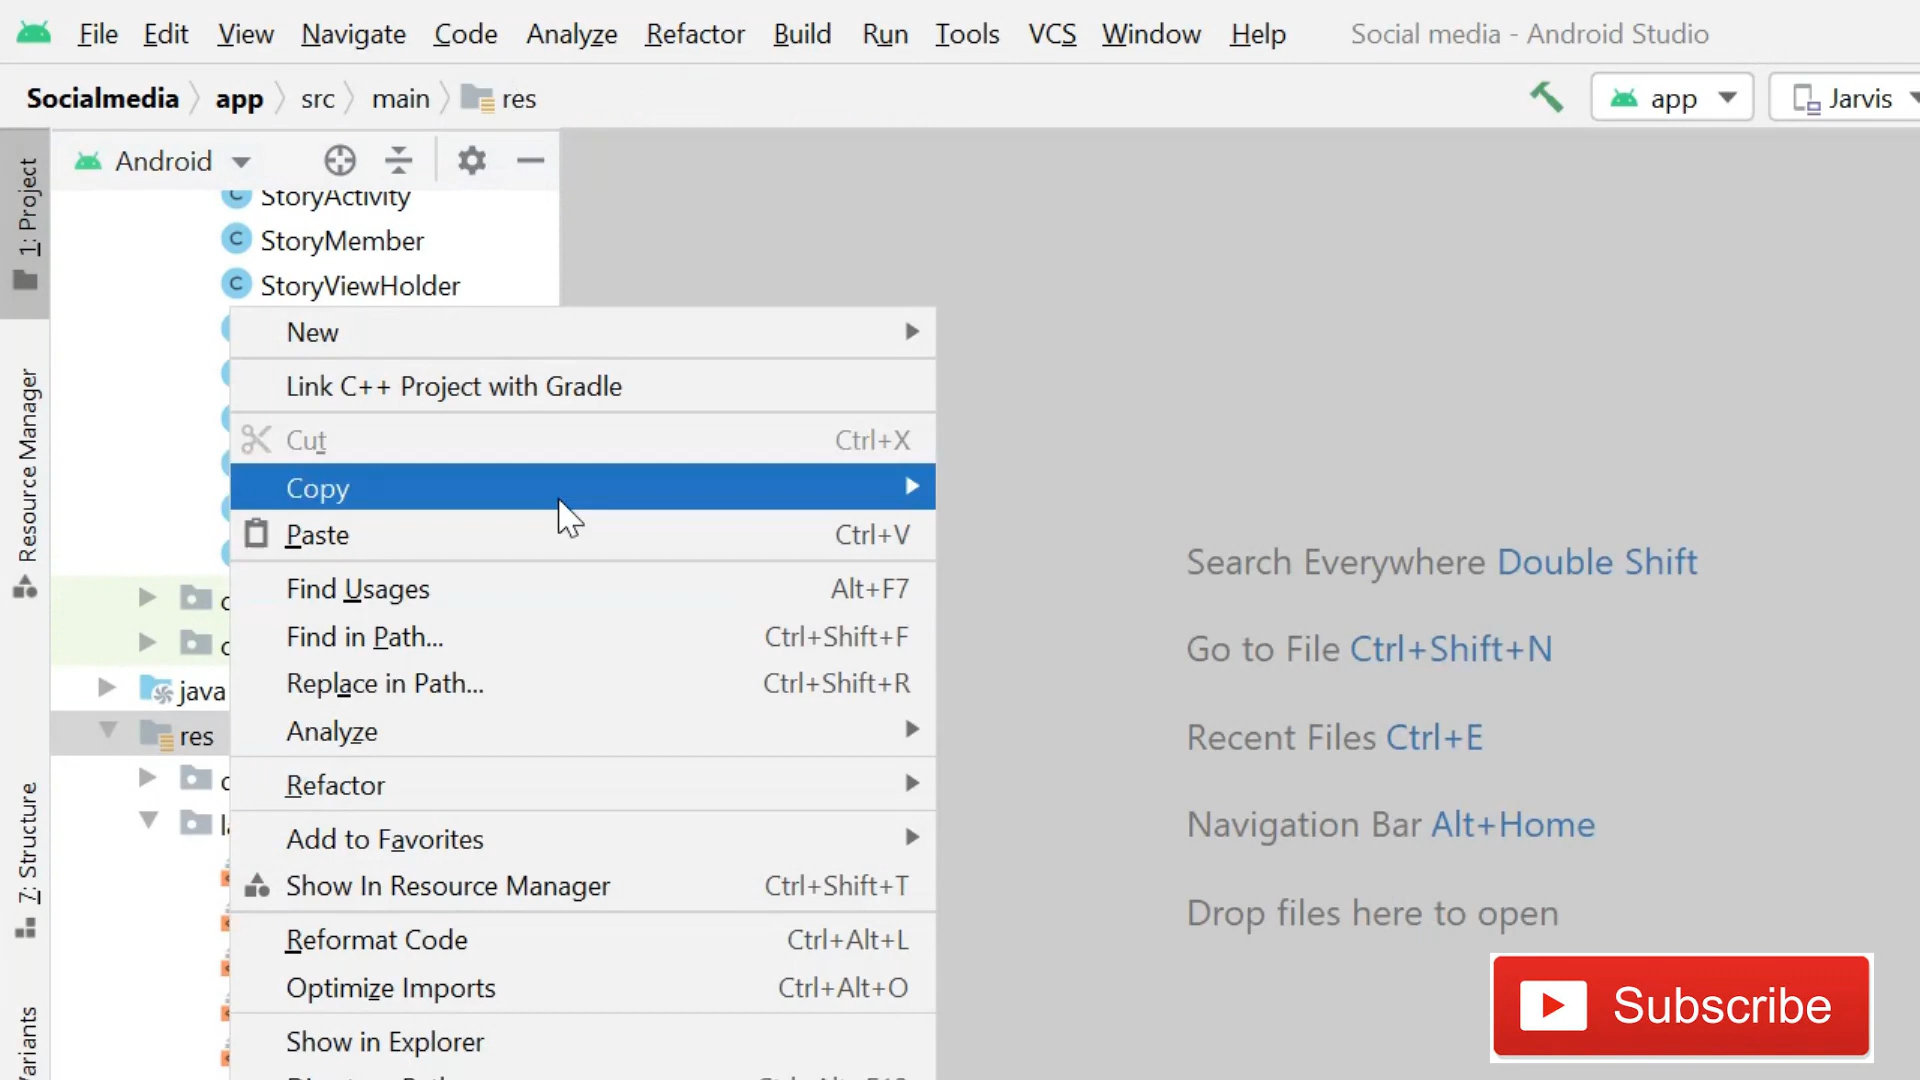 File Edit View Navigate Code Analyze Refactor Build Run Tools VCS Window Help Social media - Android Studio
Socialmedia app src main res app Jarvis
1: Project
Resource Manager
7: Structure
Android
StoryActivity
C StoryMember
C StoryViewHolder
java
res
New
Link C++ Project with Gradle
Cut Ctrl+X
Copy
Paste Ctrl+V
Find Usages Alt+F7
Find in Path... Ctrl+Shift+F
Replace in Path... Ctrl+Shift+R
Analyze
Refactor
Add to Favorites
Show In Resource Manager Ctrl+Shift+T
Reformat Code Ctrl+Alt+L
Optimize Imports Ctrl+Alt+O
Show in Explorer
Search Everywhere Double Shift
Go to File Ctrl+Shift+N
Recent Files Ctrl+E
Navigation Bar Alt+Home
Drop files here to open
Subscribe